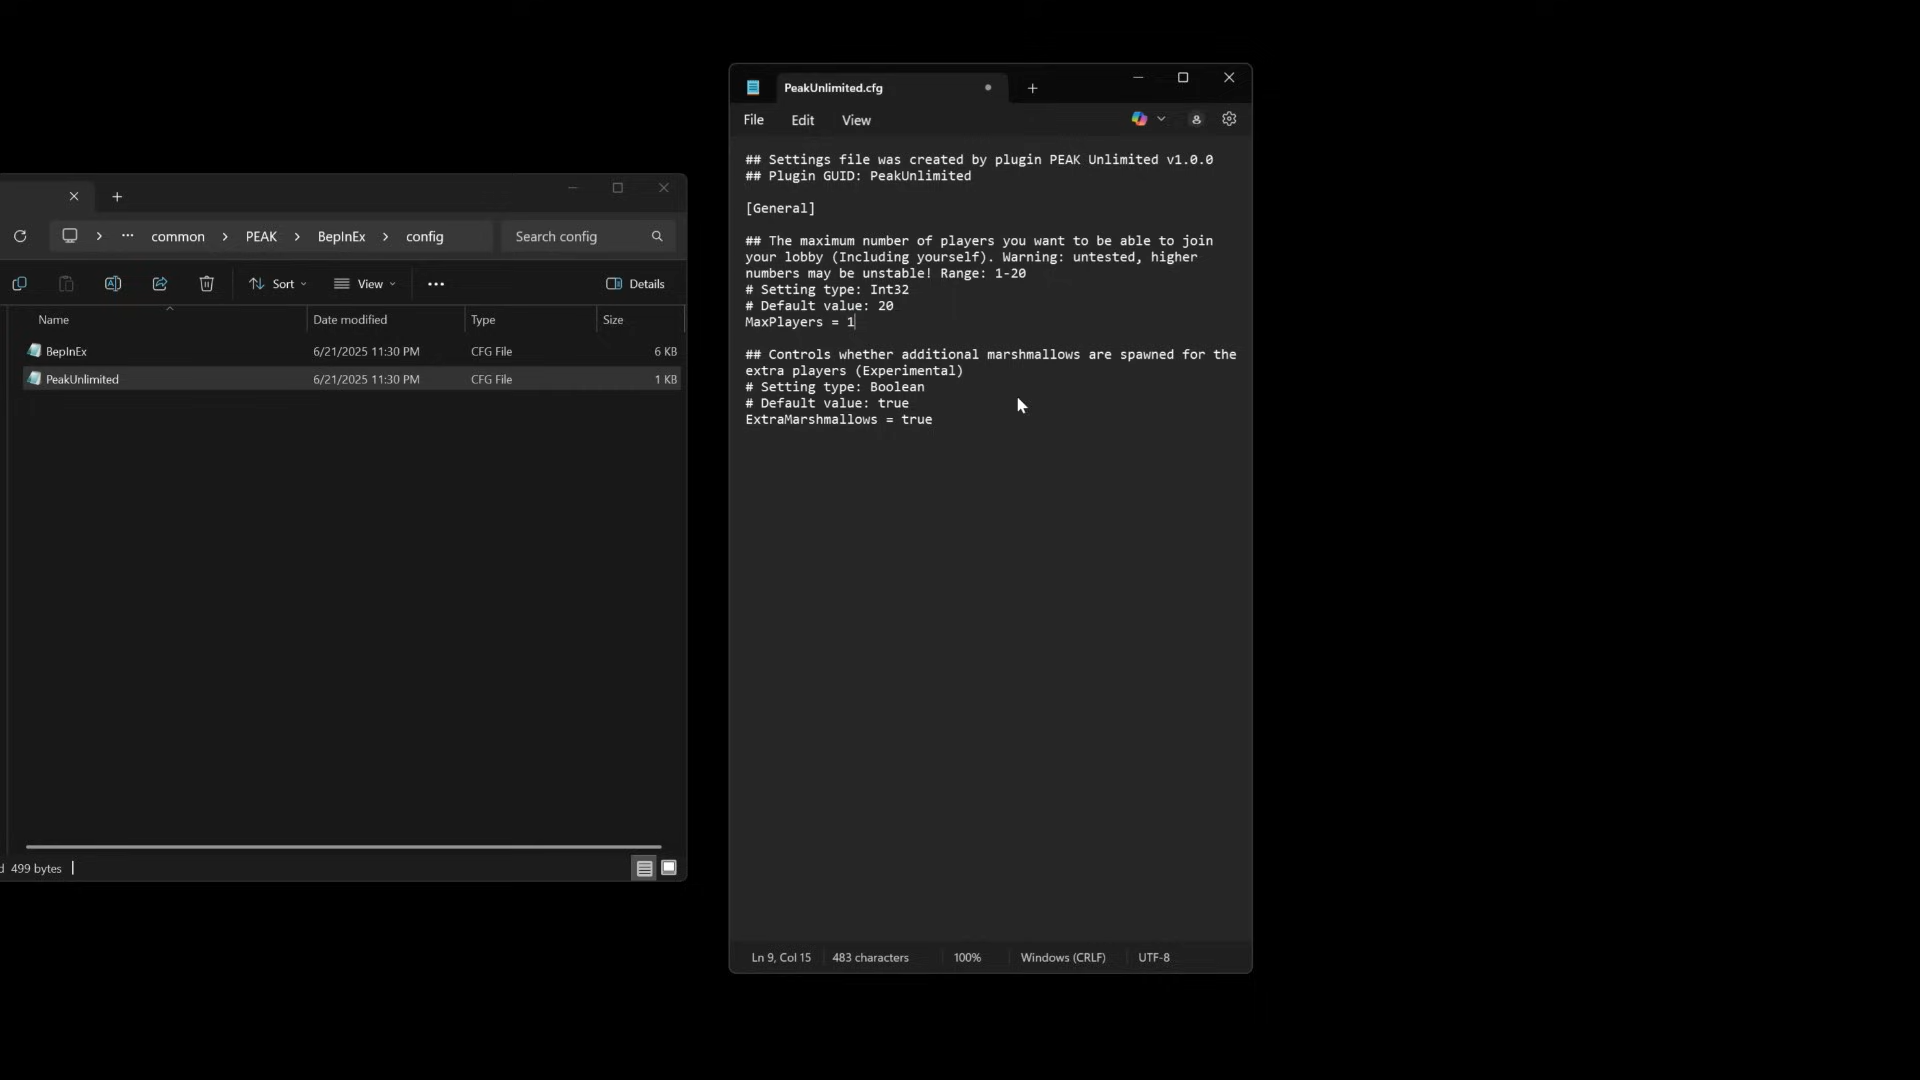 common > PEAK > BepInEx > config
Search config
Sort
View
Details
Name
Date modified
Type
Size
BepInEx
6/21/2025 11:30 PM
CFG File
6 KB
PeakUnlimited
6/21/2025 11:30 PM
CFG File
1 KB
499 bytes
PeakUnlimited.cfg
File
Edit
View
## Settings file was created by plugin PEAK Unlimited v1.0.0
## Plugin GUID: PeakUnlimited
[General]
## The maximum number of players you want to be able to join
your lobby (Including yourself). Warning: untested, higher
numbers may be unstable! Range: 1-20
# Setting type: Int32
# Default value: 20
MaxPlayers = 1
## Controls whether additional marshmallows are spawned for the
extra players (Experimental)
# Setting type: Boolean
# Default value: true
ExtraMarshmallows = true
Ln 9, Col 15
483 characters
100%
Windows (CRLF)
UTF-8